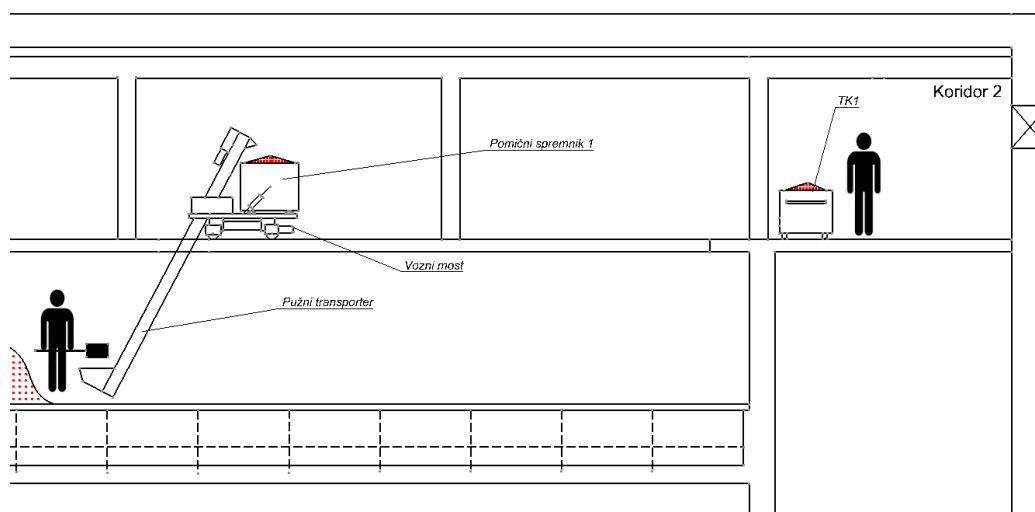 Koridor 2
TK1
Pomični spremnik 1
Vozni most
Pužni transporter